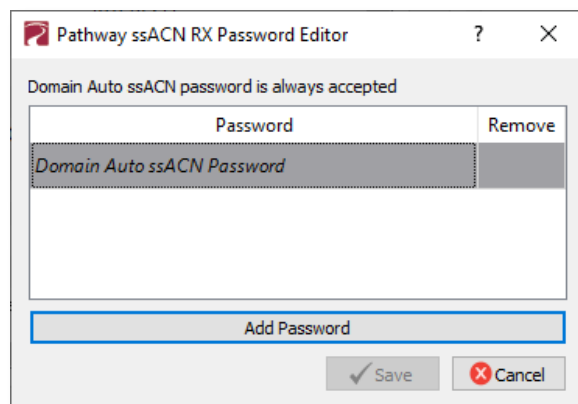 Pathway ssACN RX Password Editor ?
Domain Auto ssACN password is always accepted
Password Remove
Domain Auto ssACN Password
Add Password
Save Cancel